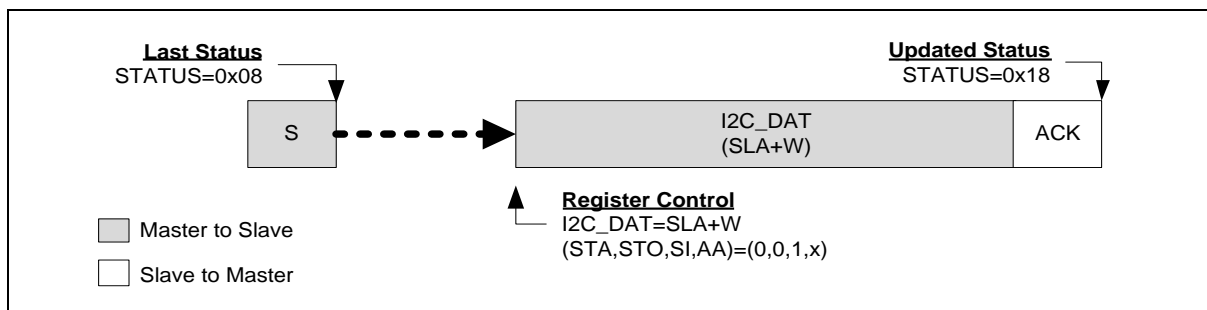 Last Status
STATUS=0x08
Updated Status
STATUS=0x18
S
I2C_DAT
(SLA+W)
ACK
Register Control
I2C_DAT=SLA+W
(STA,STO,SI,AA)=(0,0,1,x)
Master to Slave
Slave to Master